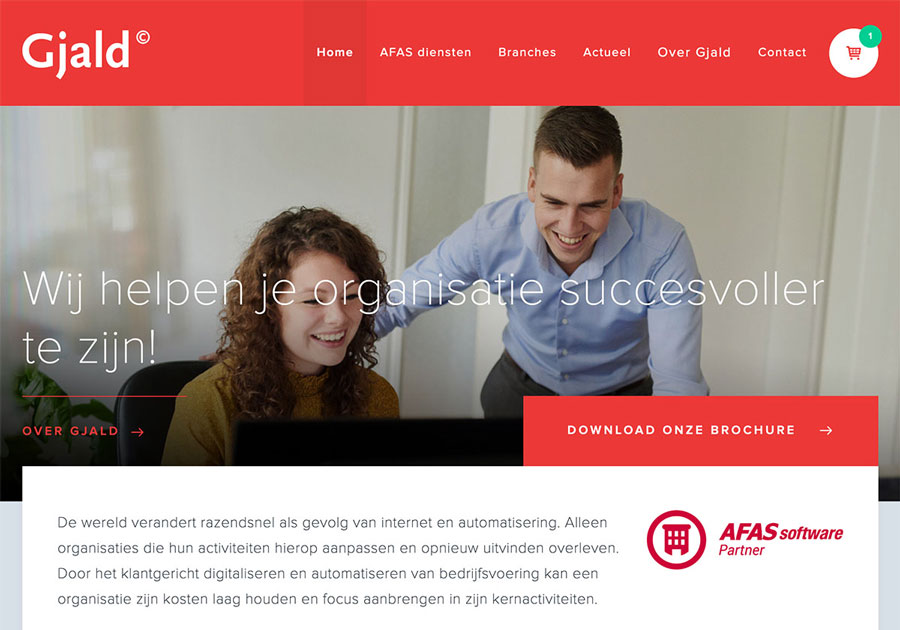 Gjald©
Home AFAS diensten Branches Actueel Over Gjald Contact 1
Wij helpen je organisatie succesvoller
te zijn!
OVER GJALD →
DOWNLOAD ONZE BROCHURE →
De wereld verandert razendsnel als gevolg van internet en automatisering. Alleen
organisaties die hun activiteiten hierop aanpassen en opnieuw uitvinden overleven.
Door het klantgericht digitaliseren en automatiseren van bedrijfsvoering kan een
organisatie zijn kosten laag houden en focus aanbrengen in zijn kernactiviteiten.
AFAS software
Partner